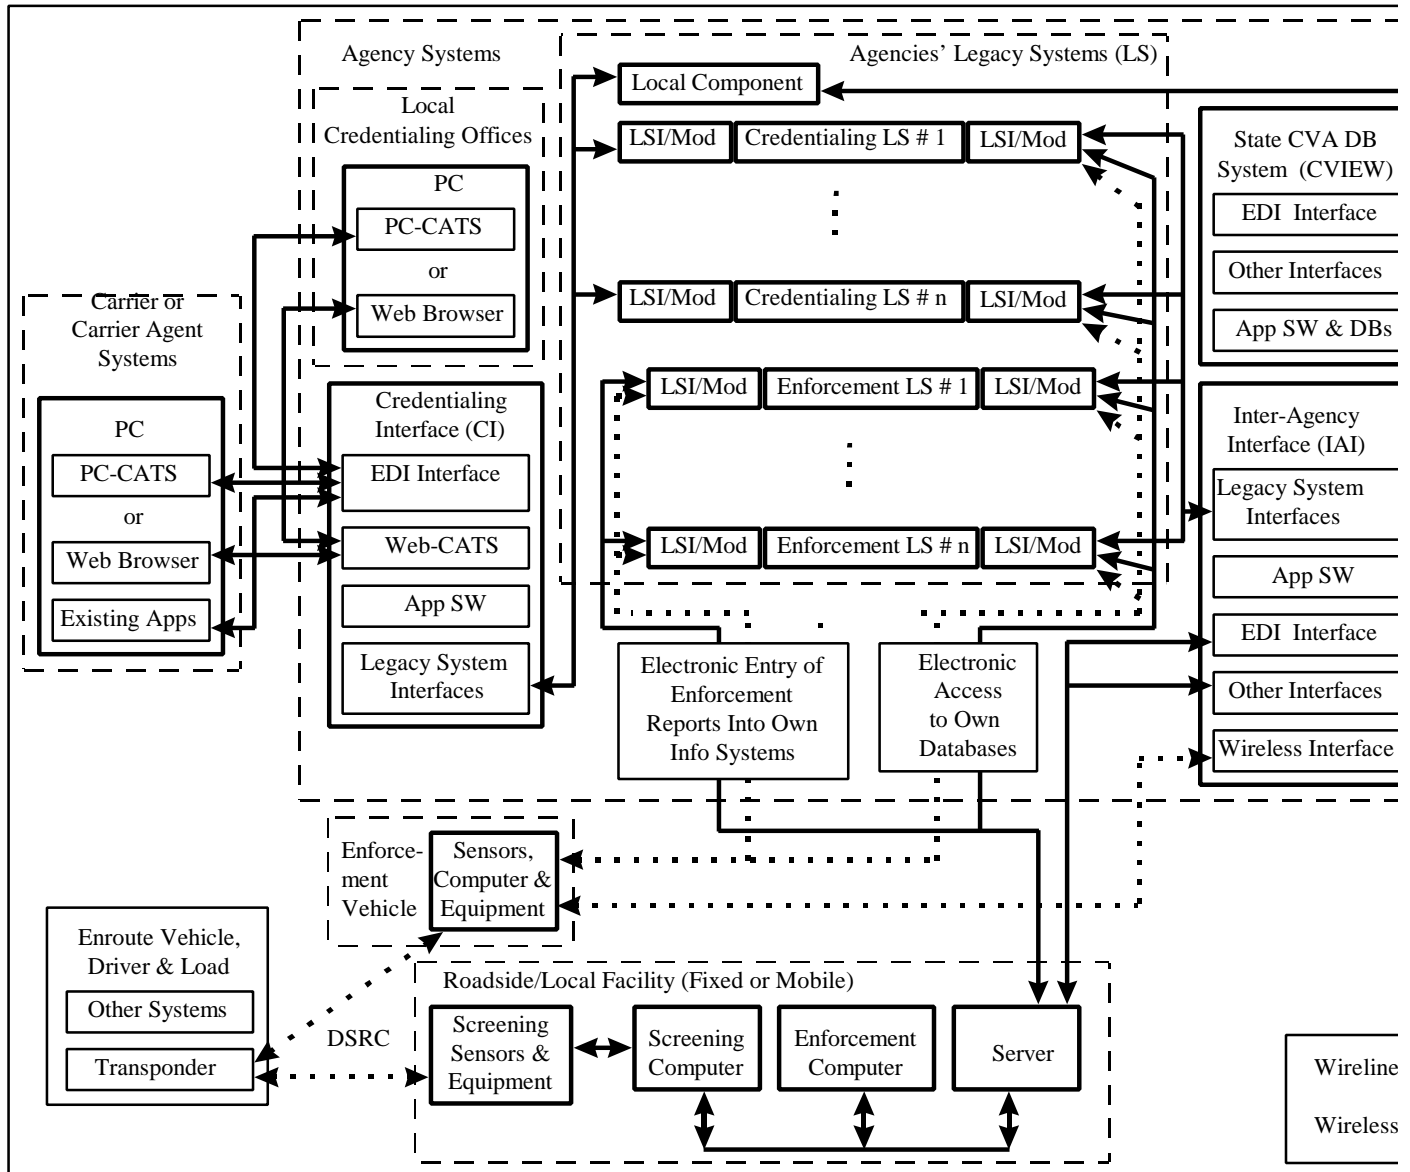 Agency Systems
Agencies' Legacy Systems (LS)
Local Component
Local
Credentialing Offices
PC
PC-CATS
or
Web Browser
LSI/Mod
Credentialing LS # 1
LSI/Mod
LSI/Mod
Credentialing LS # n
LSI/Mod
LSI/Mod
Enforcement LS # 1
LSI/Mod
LSI/Mod
Enforcement LS # n
LSI/Mod
State CVA DB
System (CVIEW)
EDI Interface
Other Interfaces
App SW & DBs
Carrier or
Carrier Agent
Systems
PC
PC-CATS
or
Web Browser
Existing Apps
Credentialing
Interface (CI)
EDI Interface
Web-CATS
App SW
Legacy System
Interfaces
Inter-Agency
Interface (IAI)
Legacy System
Interfaces
App SW
EDI Interface
Other Interfaces
Wireless Interface
Electronic Entry of
Enforcement
Reports Into Own
Info Systems
Electronic
Access
to Own
Databases
Enforce-
ment
Vehicle
Sensors,
Computer &
Equipment
Enroute Vehicle,
Driver & Load
Other Systems
Transponder
DSRC
Roadside/Local Facility (Fixed or Mobile)
Screening
Sensors &
Equipment
Screening
Computer
Enforcement
Computer
Server
Wireline
Wireless